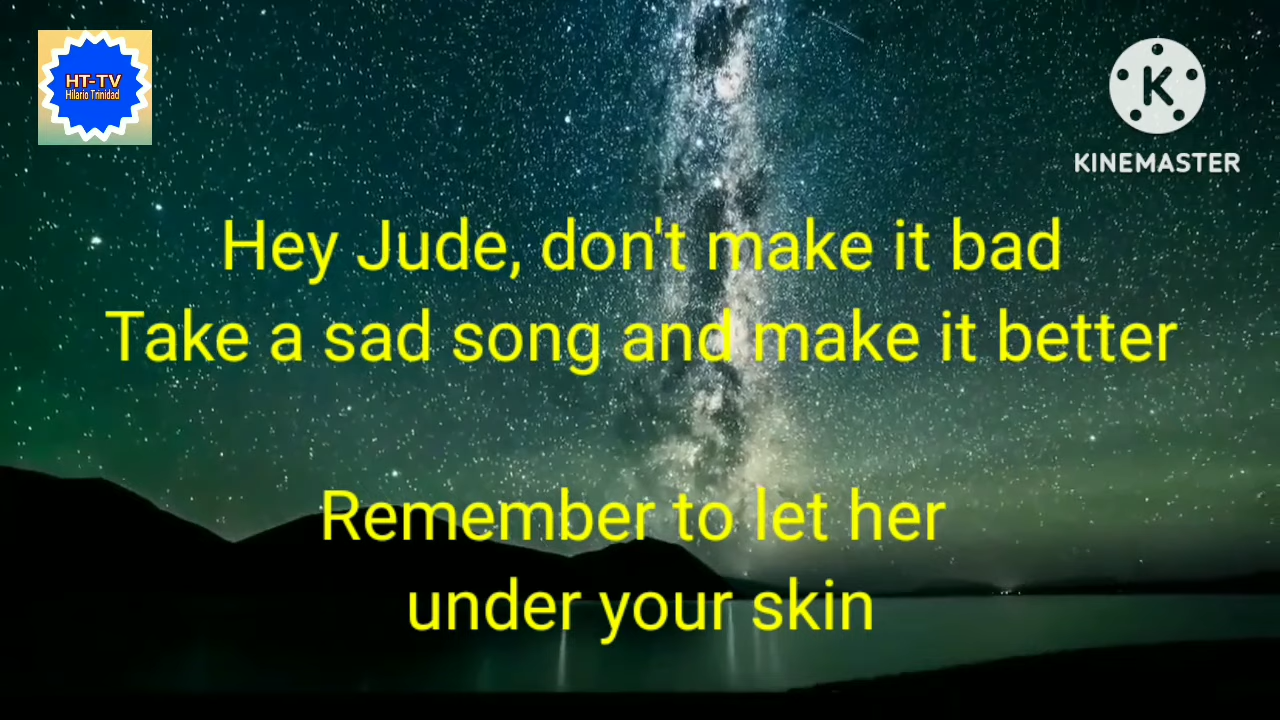 HT-TV
Hilario Trinidad
K
KINEMASTER
Hey Jude, don't make it bad
Take a sad song and make it better
Remember to let her
under your skin